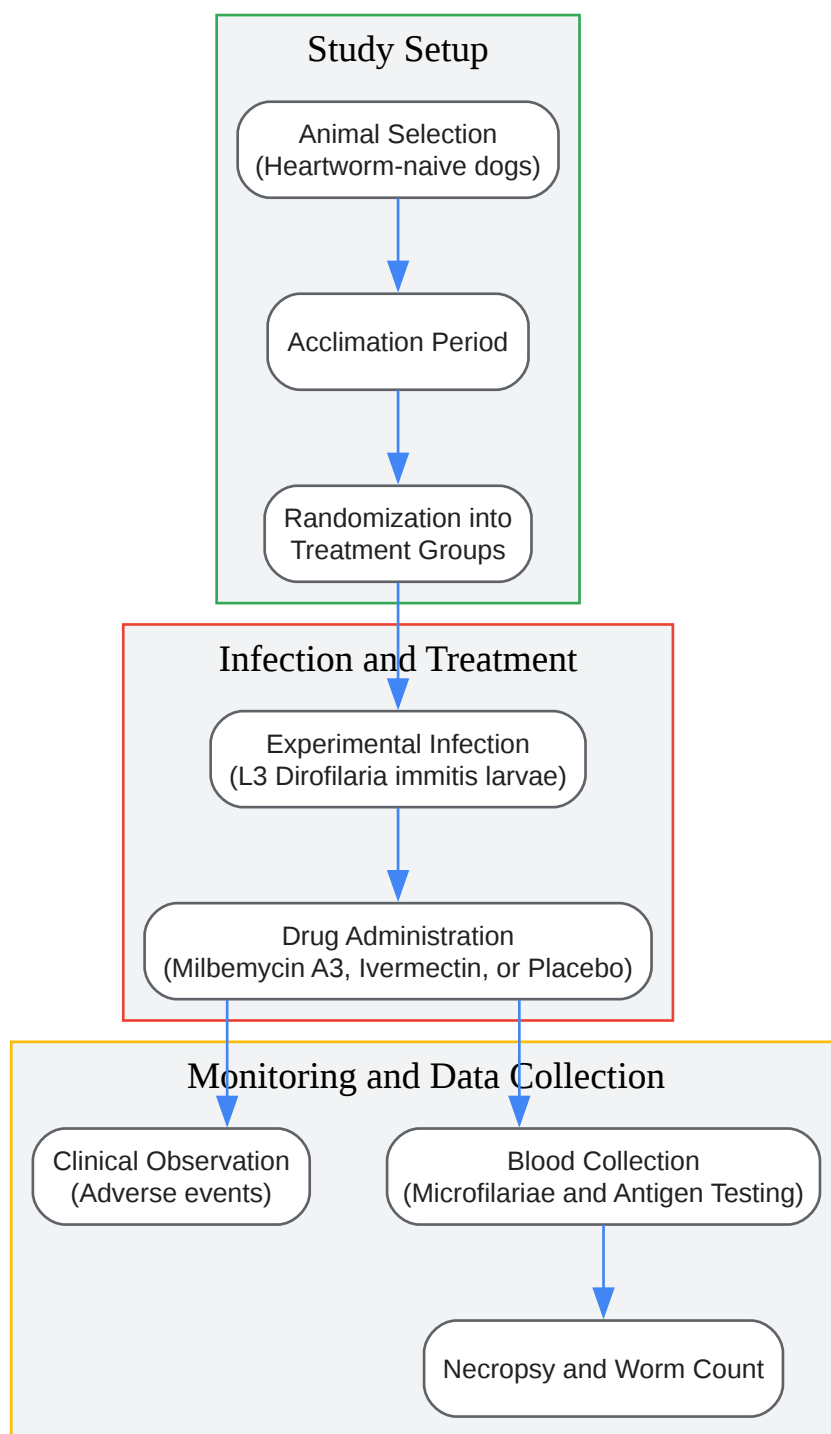 Study Setup
Animal Selection
(Heartworm-naive dogs)
Acclimation Period
Randomization into
Treatment Groups
Infection and Treatment
Experimental Infection
(L3 Dirofilaria immitis larvae)
Drug Administration
(Milbemycin A3, Ivermectin, or Placebo)
Monitoring and Data Collection
Clinical Observation
(Adverse events)
Blood Collection
(Microfilariae and Antigen Testing)
Necropsy and Worm Count